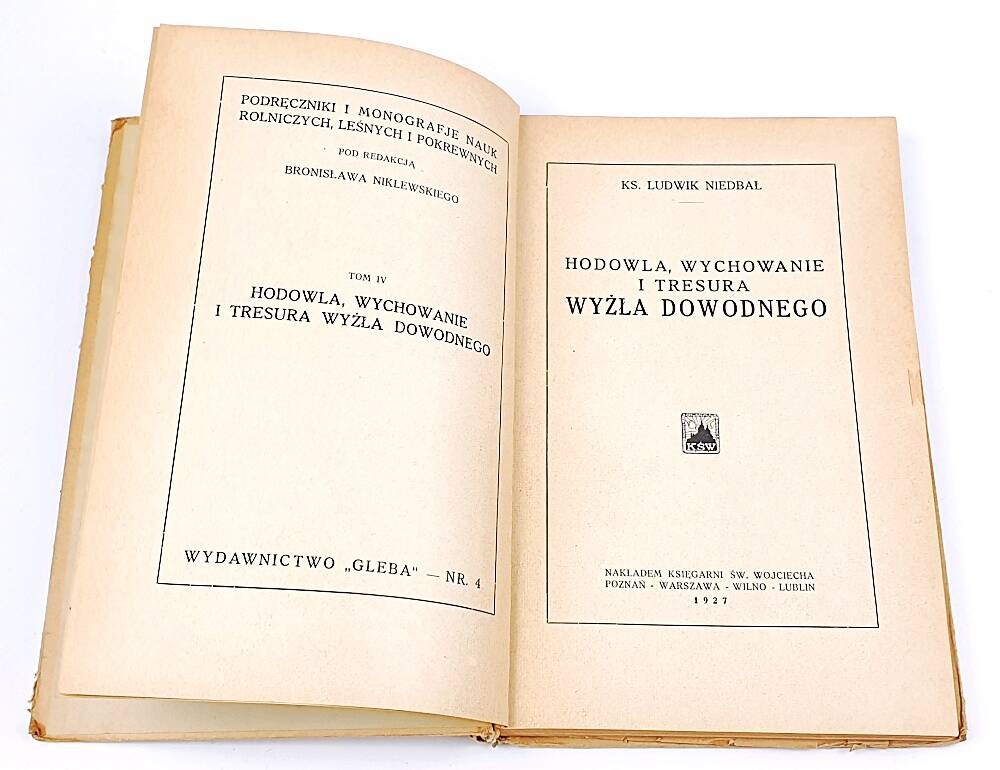 PODRĘCZNIKI I MONOGRAFJE NAUK
ROLNICZYCH, LEŚNYCH I POKREWNYCH
POD REDAKCJĄ
BRONISŁAWA NIKLEWSKIEGO
TOM IV
HODOWLA, WYCHOWANIE
I TRESURA WYŻŁA DOWODNEGO
WYDAWNICTWO „GLEBA" — NR. 4
KS. LUDWIK NIEDBAŁ
HODOWLA, WYCHOWANIE
I TRESURA
WYŻŁA DOWODNEGO
KŚW
NAKŁADEM KSIĘGARNI ŚW. WOJCIECHA
POZNAŃ - WARSZAWA - WILNO - LUBLIN
1927